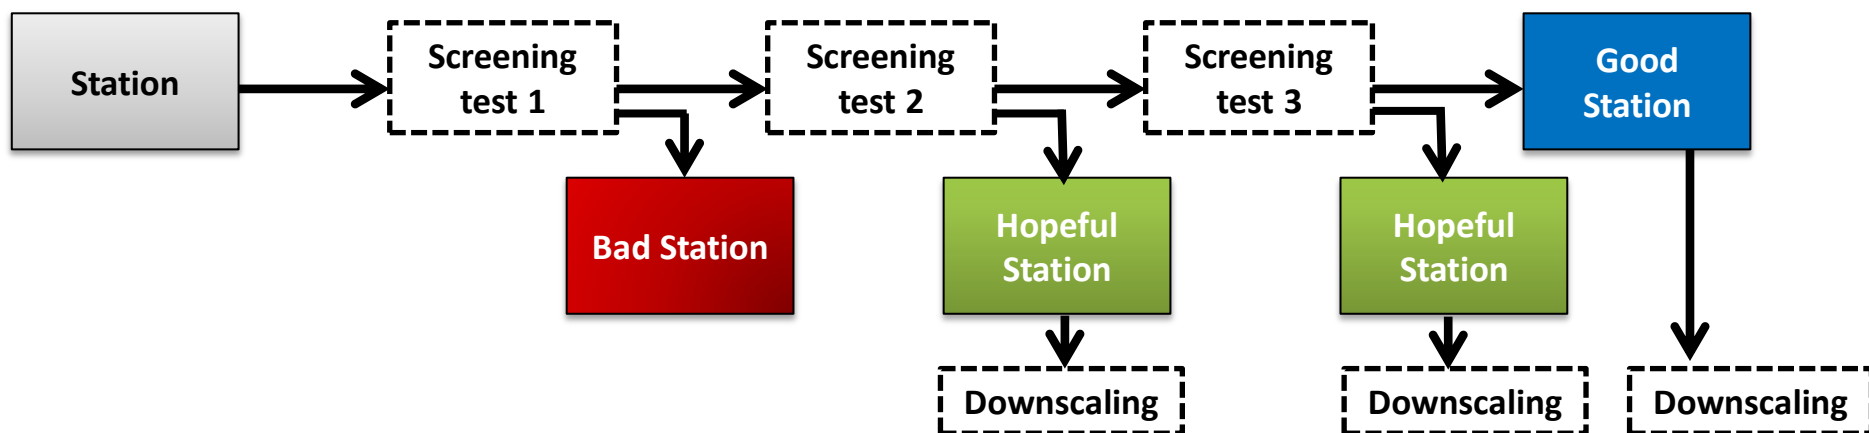 Station
Screening
test 1
Screening
test 2
Screening
test 3
Good
Station
Bad Station
Hopeful
Station
Hopeful
Station
Downscaling
Downscaling
Downscaling